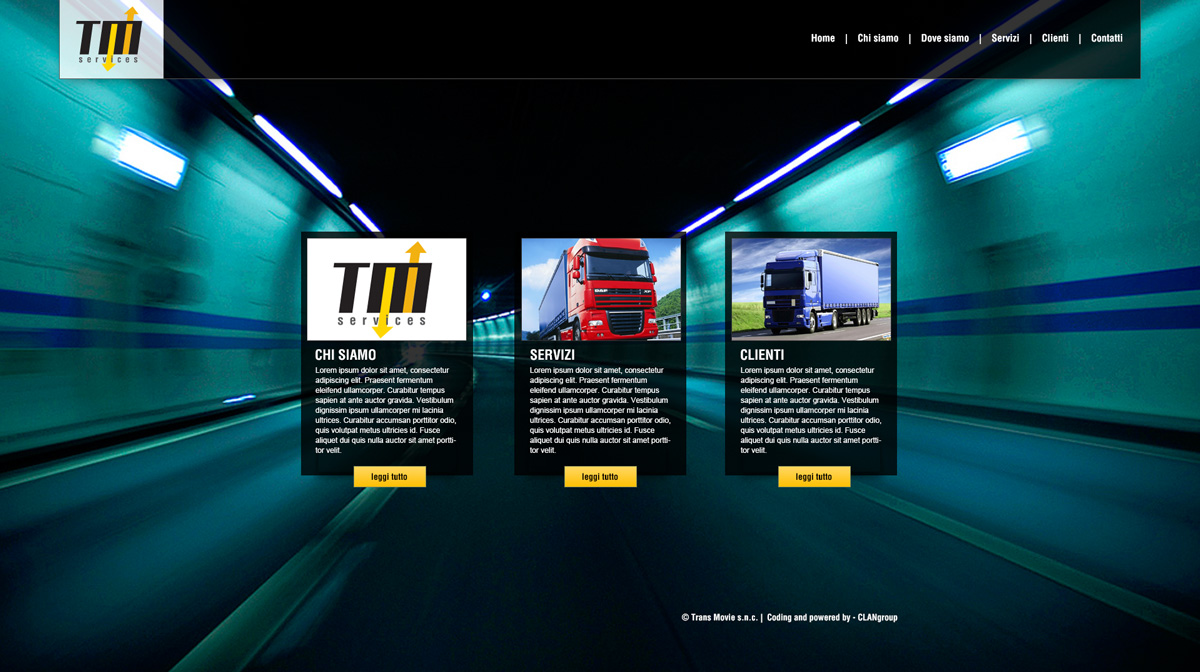 TM
services
Home | Chi siamo | Dove siamo | Servizi | Clienti | Contatti
TM
services
CHI SIAMO
Lorem ipsum dolor sit amet, consectetur
adipiscing elit. Praesent fermentum
eleifend ullamcorper. Curabitur tempus
sapien at ante auctor gravida. Vestibulum
dignissim ipsum ullamcorper mi lacinia
ultrices. Curabitur accumsan porttitor odio,
quis volutpat metus ultricies id. Fusce
aliquet dui quis nulla auctor sit amet portti-
tor velit.
leggi tutto
DAF XF
SERVIZI
Lorem ipsum dolor sit amet, consectetur
adipiscing elit. Praesent fermentum
eleifend ullamcorper. Curabitur tempus
sapien at ante auctor gravida. Vestibulum
dignissim ipsum ullamcorper mi lacinia
ultrices. Curabitur accumsan porttitor odio,
quis volutpat metus ultricies id. Fusce
aliquet dui quis nulla auctor sit amet portti-
tor velit.
leggi tutto
CLIENTI
Lorem ipsum dolor sit amet, consectetur
adipiscing elit. Praesent fermentum
eleifend ullamcorper. Curabitur tempus
sapien at ante auctor gravida. Vestibulum
dignissim ipsum ullamcorper mi lacinia
ultrices. Curabitur accumsan porttitor odio,
quis volutpat metus ultricies id. Fusce
aliquet dui quis nulla auctor sit amet portti-
tor velit.
leggi tutto
© Trans Movie s.n.c. | Coding and powered by - CLANgroup